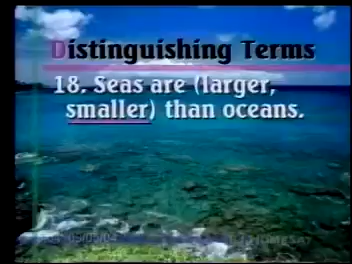 Distinguishing Terms
18. Seas are (larger,
smaller) than oceans.